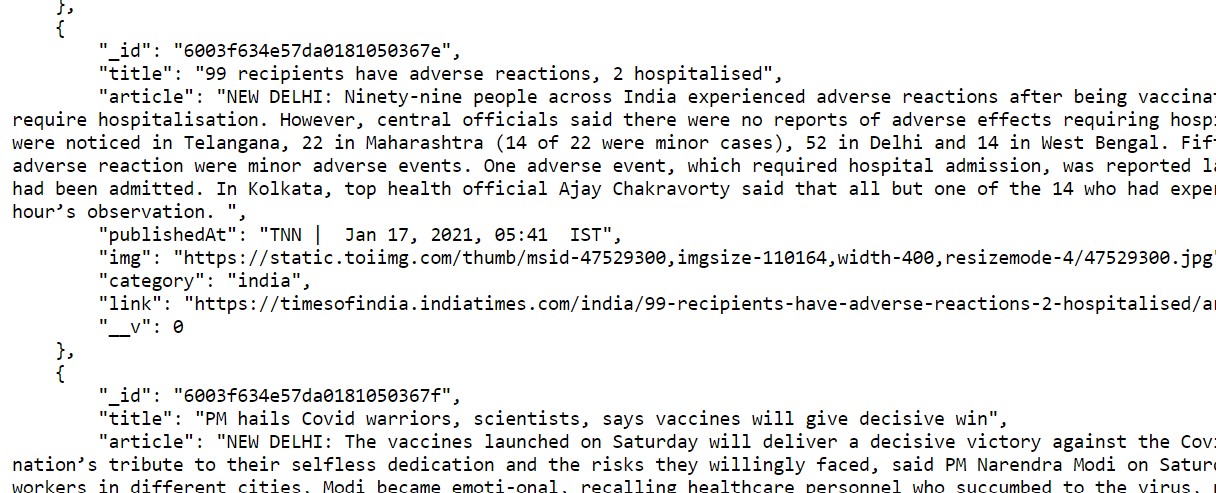 },
{
"_id": "6003f634e57da0181050367e",
"title": "99 recipients have adverse reactions, 2 hospitalised",
"article": "NEW DELHI: Ninety-nine people across India experienced adverse reactions after being
require hospitalisation. However, central officials said there were no reports of adverse effects requiring
were noticed in Telangana, 22 in Maharashtra (14 of 22 were minor cases), 52 in Delhi and 14 in West Bengal.
adverse reaction were minor adverse events. One adverse event, which required hospital admission, was reported
had been admitted. In Kolkata, top health official Ajay Chakravorty said that all but one of the 14 who had
hour’s observation. ",
"publishedAt": "TNN |  Jan 17, 2021, 05:41  IST",
"img": "https://static.toiimg.com/thumb/msid-47529300,imgsize-110164,width-400,resizemode-4/47529300.jpg"
"category": "india",
"link": "https://timesofindia.indiatimes.com/india/99-recipients-have-adverse-reactions-2-hospitalised/
"__v": 0
},
{
"_id": "6003f634e57da0181050367f",
"title": "PM hails Covid warriors, scientists, says vaccines will give decisive win",
"article": "NEW DELHI: The vaccines launched on Saturday will deliver a decisive victory against the
nation’s tribute to their selfless dedication and the risks they willingly faced, said PM Narendra Modi on
workers in different cities. Modi became emoti-onal, recalling healthcare personnel who succumbed to the virus,